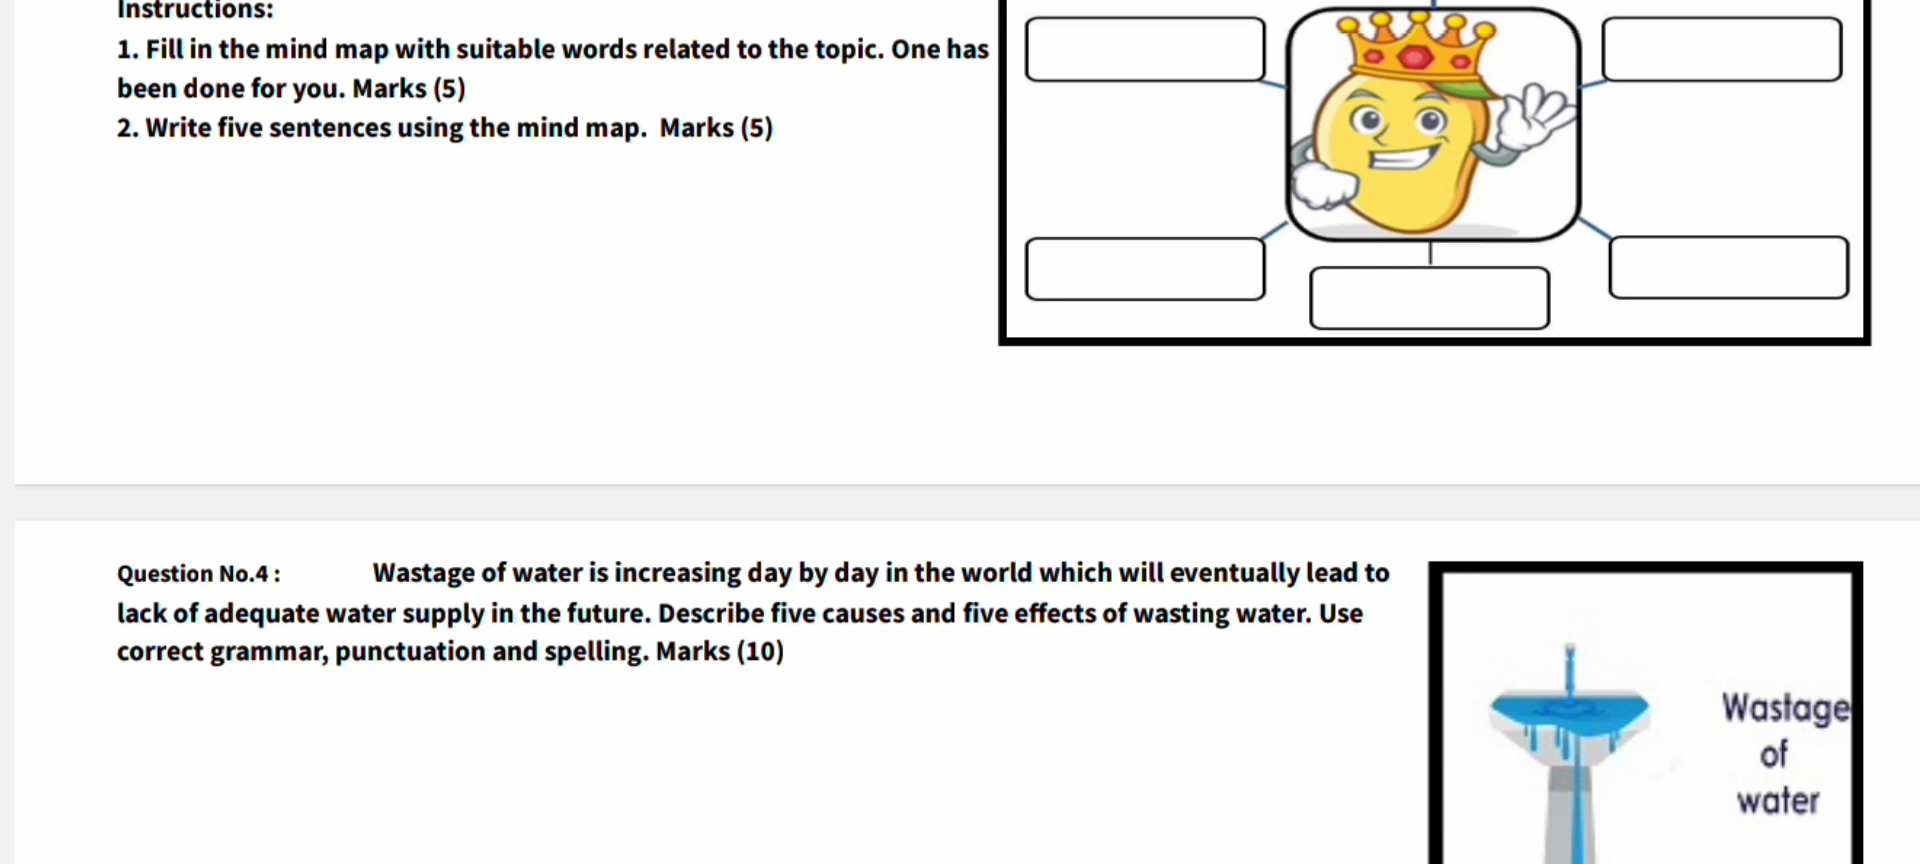 Instructions:
1. Fill in the mind map with suitable words related to the topic. One has
been done for you. Marks (5)
2. Write five sentences using the mind map.  Marks (5)
Question No.4 :   Wastage of water is increasing day by day in the world which will eventually lead to
lack of adequate water supply in the future. Describe five causes and five effects of wasting water. Use
correct grammar, punctuation and spelling. Marks (10)
Wastage
of
water